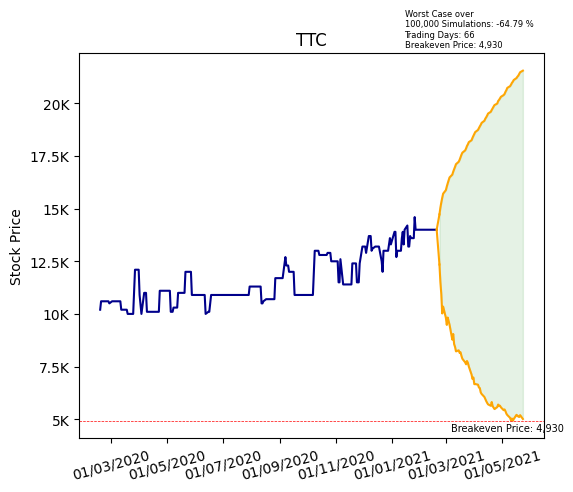 Worst Case over
100,000 Simulations: -64.79 %
Trading Days: 66
Breakeven Price: 4,930
TTC
Stock Price
20K
17.5K
15K
12.5K
10K
7.5K
5K
Breakeven Price: 4,930
01/03/2020
01/05/2020
01/07/2020
01/09/2020
01/11/2020
01/01/2021
01/03/2021
01/05/2021